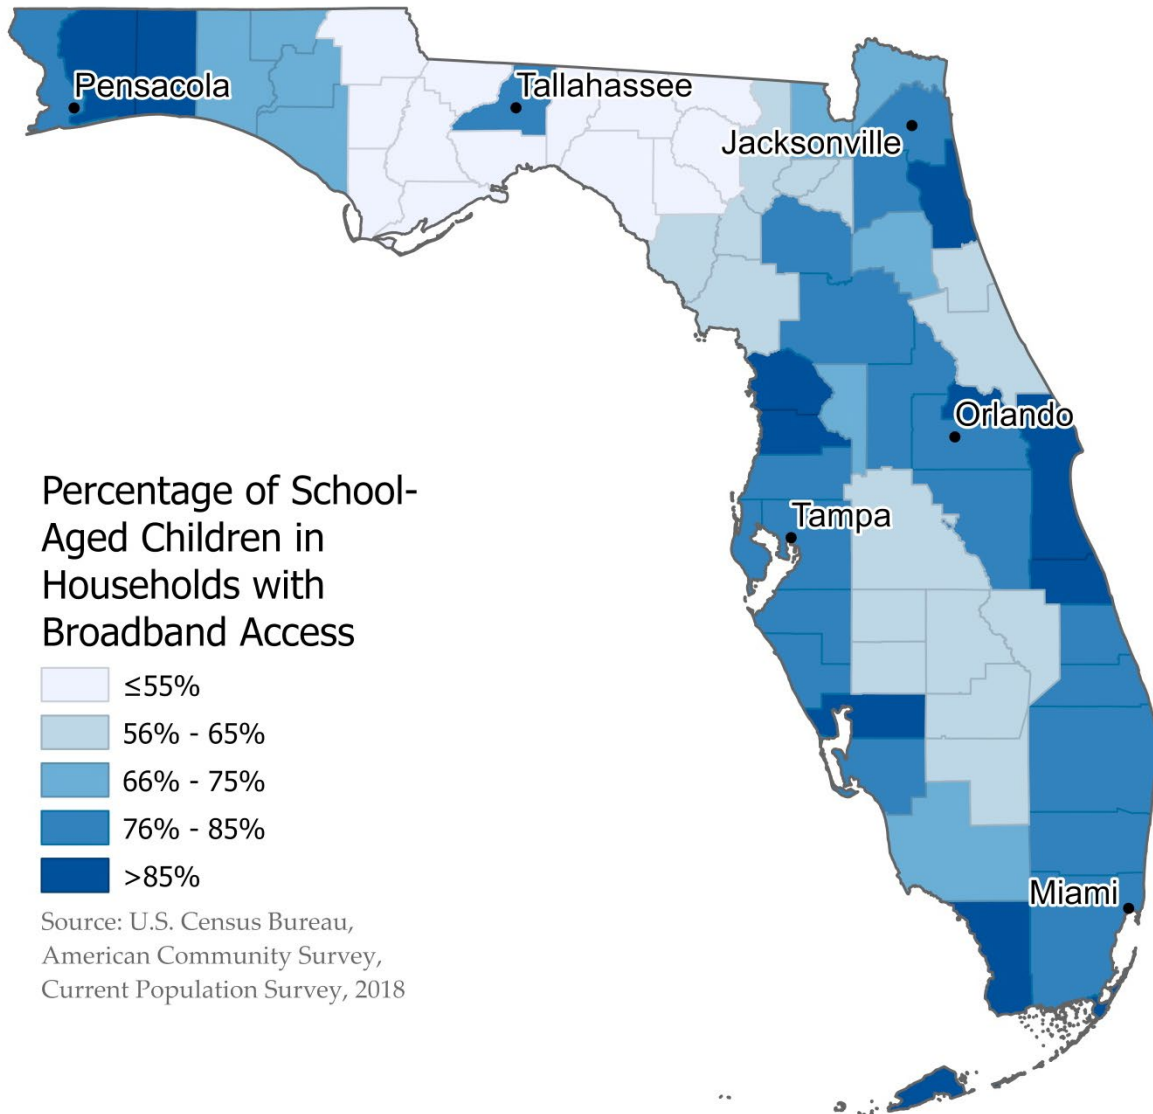 Pensacola
Tallahassee
Jacksonville
Orlando
Percentage of School-
Aged Children in
Households with
Broadband Access
Tampa
≤55%
56% - 65%
66% - 75%
76% - 85%
>85%
Miami
Source: U.S. Census Bureau,
American Community Survey,
Current Population Survey, 2018